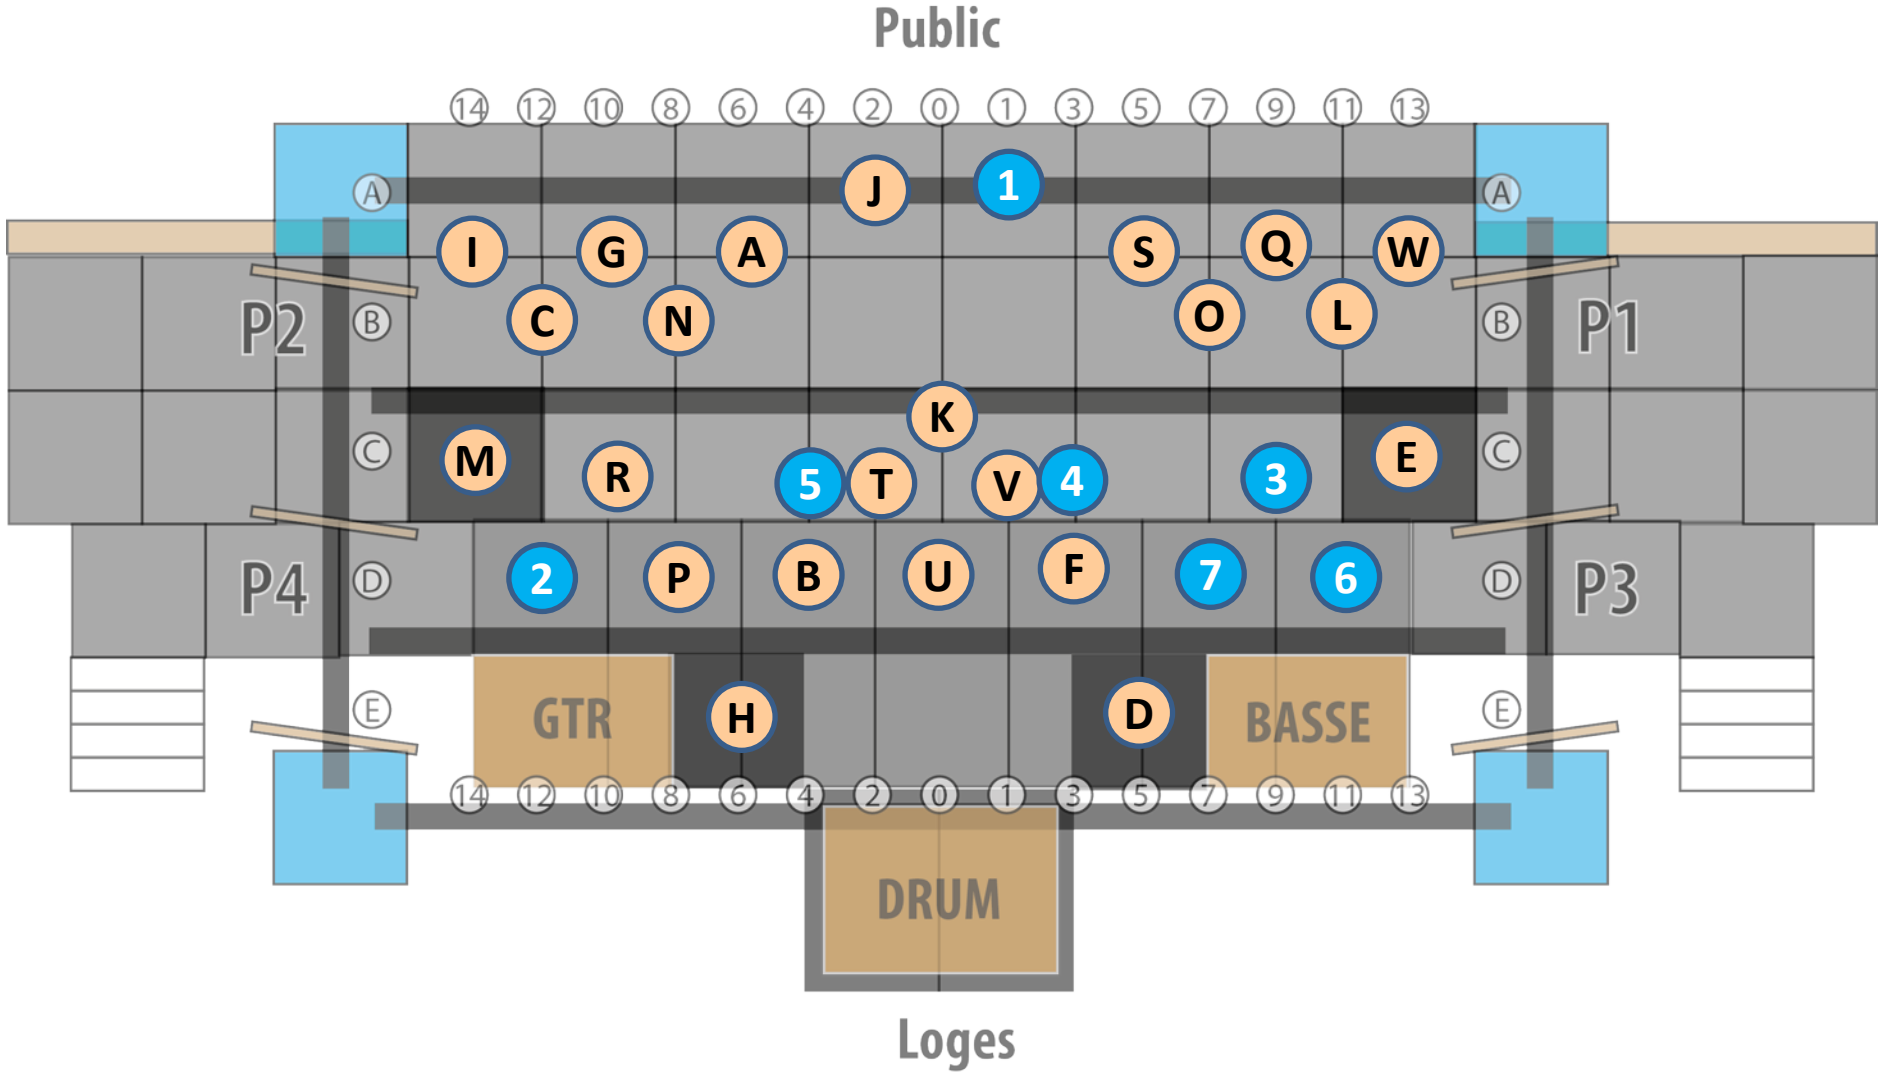 Public
14 12 10 8 6 4 2 0 1 3 5 7 9 11 13
A J 1 A
I G A S Q W
P2 B C N O L B P1
K
C M R 5 T V 4 3 E C
P4 D 2 P B U F 7 6 D P3
E GTR H D BASSE E
14 12 10 8 6 4 2 0 1 3 5 7 9 11 13
DRUM
Loges